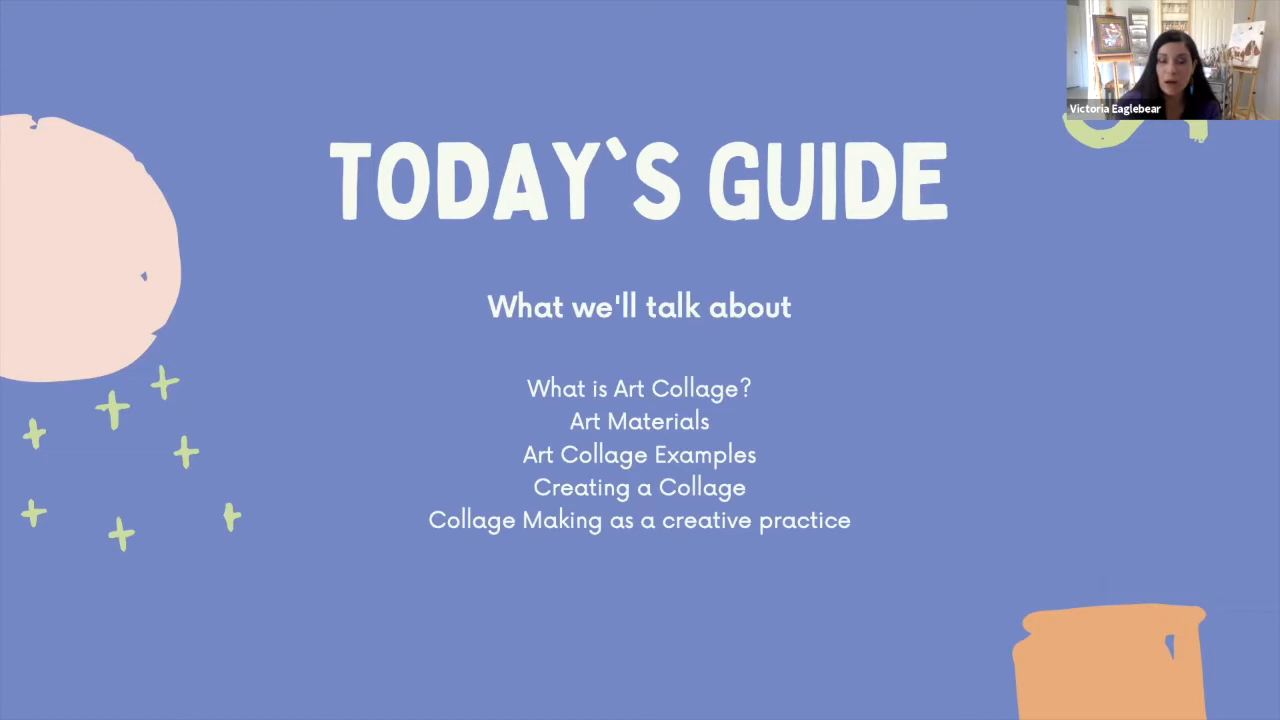 Victoria Eaglebear
TODAY`S GUIDE
What we'll talk about
What is Art Collage?
Art Materials
Art Collage Examples
Creating a Collage
Collage Making as a creative practice